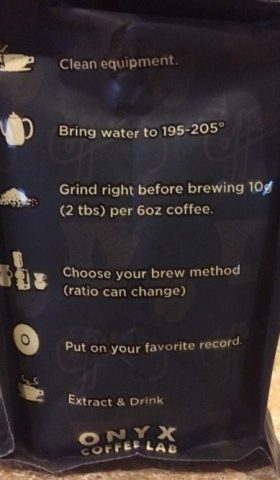 Clean equipment.
Bring water to 195-205°
Grind right before brewing 10g
(2 tbs) per 6oz coffee.
Choose your brew method
(ratio can change)
Put on your favorite record.
Extract & Drink
ONYX
COFFEE LAB